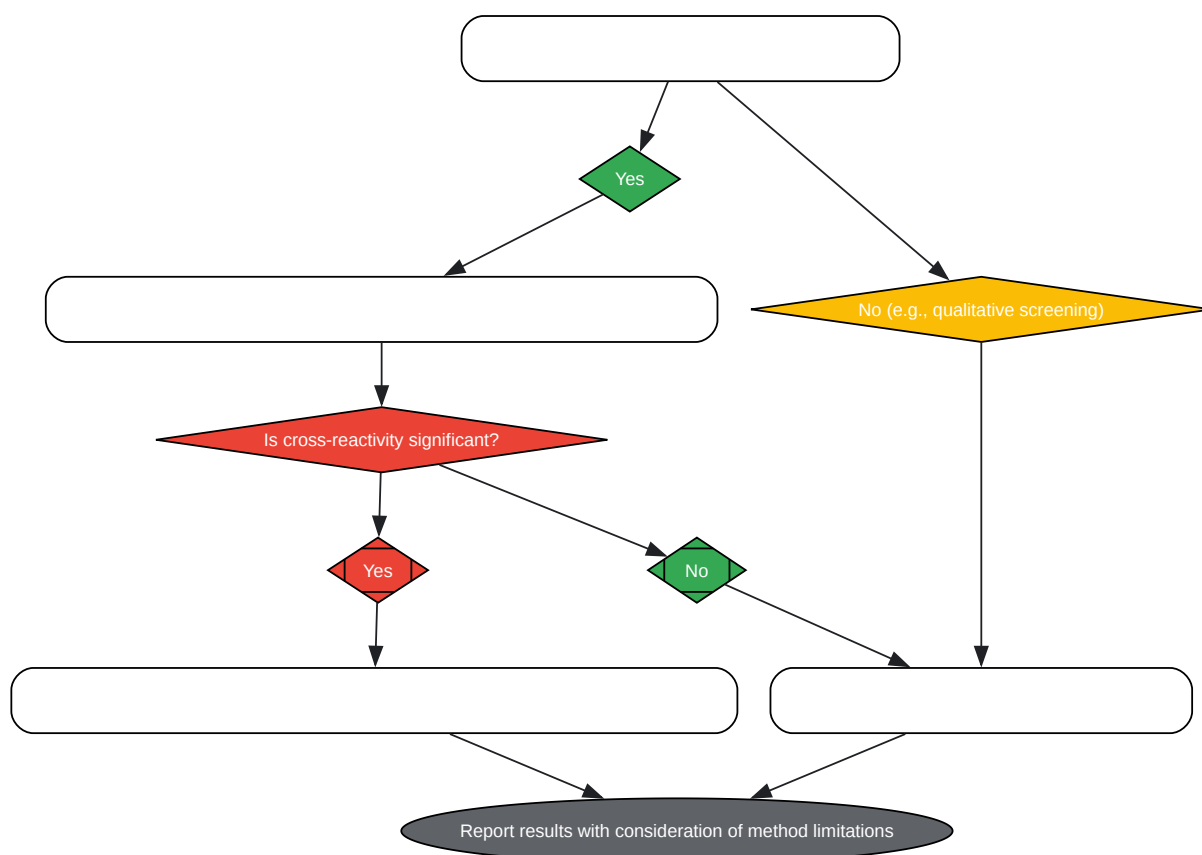 Yes
No (e.g., qualitative screening)
Is cross-reactivity significant?
Yes
No
Report results with consideration of method limitations